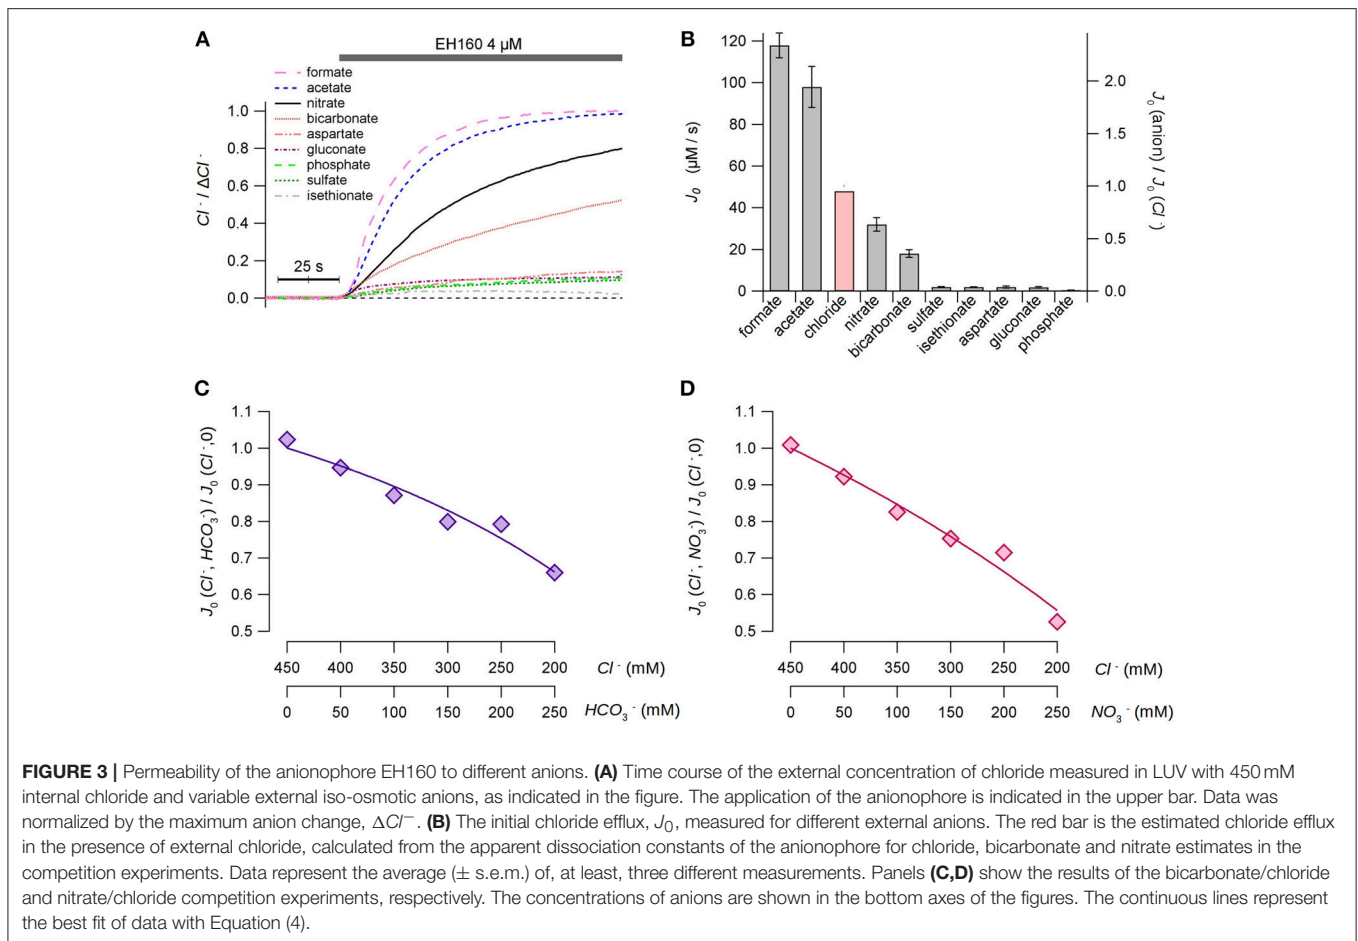 A
EH160 4 µM
formate
acetate
nitrate
bicarbonate
aspartate
gluconate
phosphate
sulfate
isethionate
1.0
0.8
0.6
0.4
0.2
0.0
Cl⁻ / ΔCl⁻
25 s
B
120
100
80
60
40
20
0
J₀ (µM / s)
2.0
1.5
1.0
0.5
0.0
J₀ (anion) / J₀ (Cl⁻)
formate
acetate
chloride
nitrate
bicarbonate
sulfate
isethionate
aspartate
gluconate
phosphate
C
1.1
1.0
0.9
0.8
0.7
0.6
0.5
J₀ (Cl⁻, HCO₃⁻) / J₀ (Cl⁻,0)
450 400 350 300 250 200 Cl⁻ (mM)
0 50 100 150 200 250 HCO₃⁻ (mM)
D
1.1
1.0
0.9
0.8
0.7
0.6
0.5
J₀ (Cl⁻, NO₃⁻) / J₀ (Cl⁻,0)
450 400 350 300 250 200 Cl⁻ (mM)
0 50 100 150 200 250 NO₃⁻ (mM)
FIGURE 3 | Permeability of the anionophore EH160 to different anions. (A) Time course of the external concentration of chloride measured in LUV with 450 mM
internal chloride and variable external iso-osmotic anions, as indicated in the figure. The application of the anionophore is indicated in the upper bar. Data was
normalized by the maximum anion change, ΔCl⁻. (B) The initial chloride efflux, J₀, measured for different external anions. The red bar is the estimated chloride efflux
in the presence of external chloride, calculated from the apparent dissociation constants of the anionophore for chloride, bicarbonate and nitrate estimates in the
competition experiments. Data represent the average (± s.e.m.) of, at least, three different measurements. Panels (C,D) show the results of the bicarbonate/chloride
and nitrate/chloride competition experiments, respectively. The concentrations of anions are shown in the bottom axes of the figures. The continuous lines represent
the best fit of data with Equation (4).